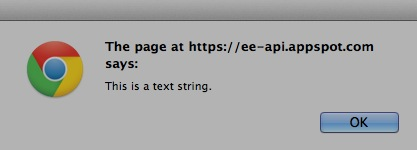 The page at https://ee-api.appspot.com
says:
This is a text string.
OK